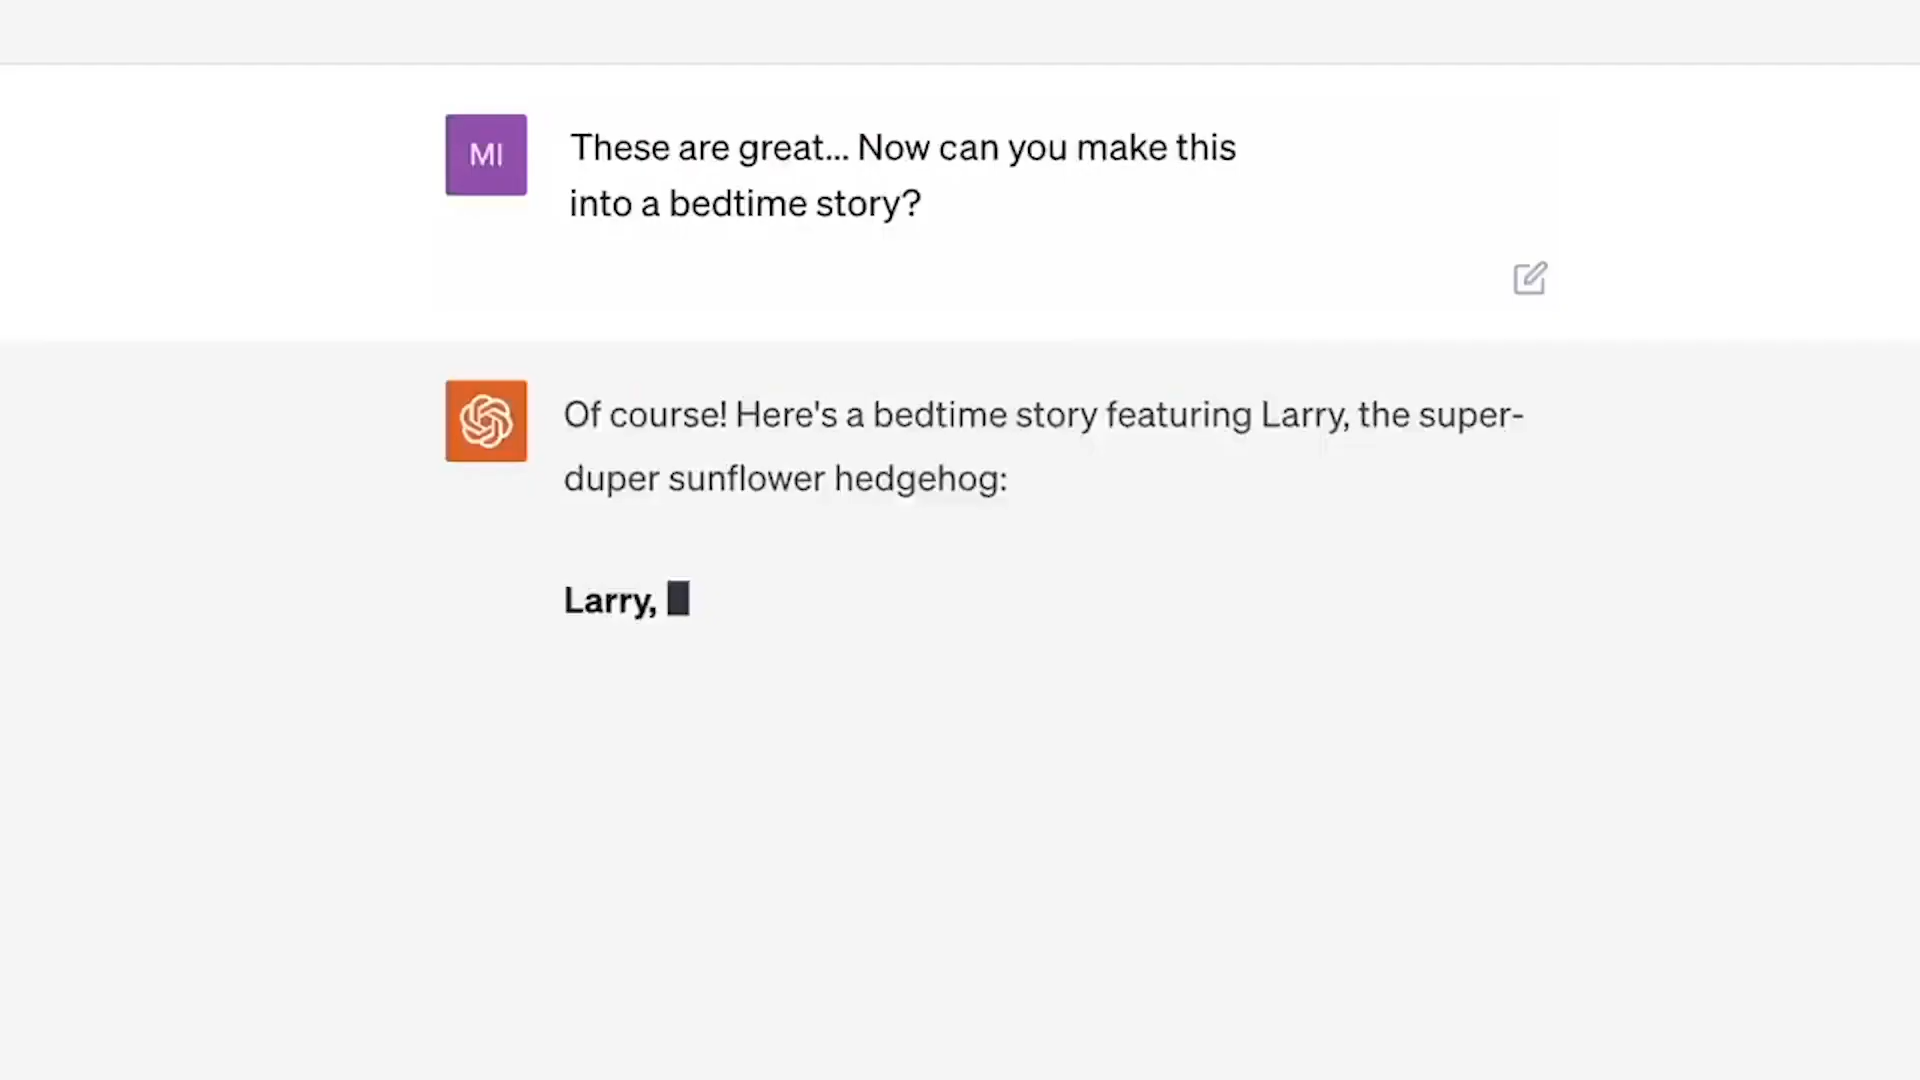 MI
These are great... Now can you make this
into a bedtime story?
Of course! Here's a bedtime story featuring Larry, the super-
duper sunflower hedgehog:
Larry,